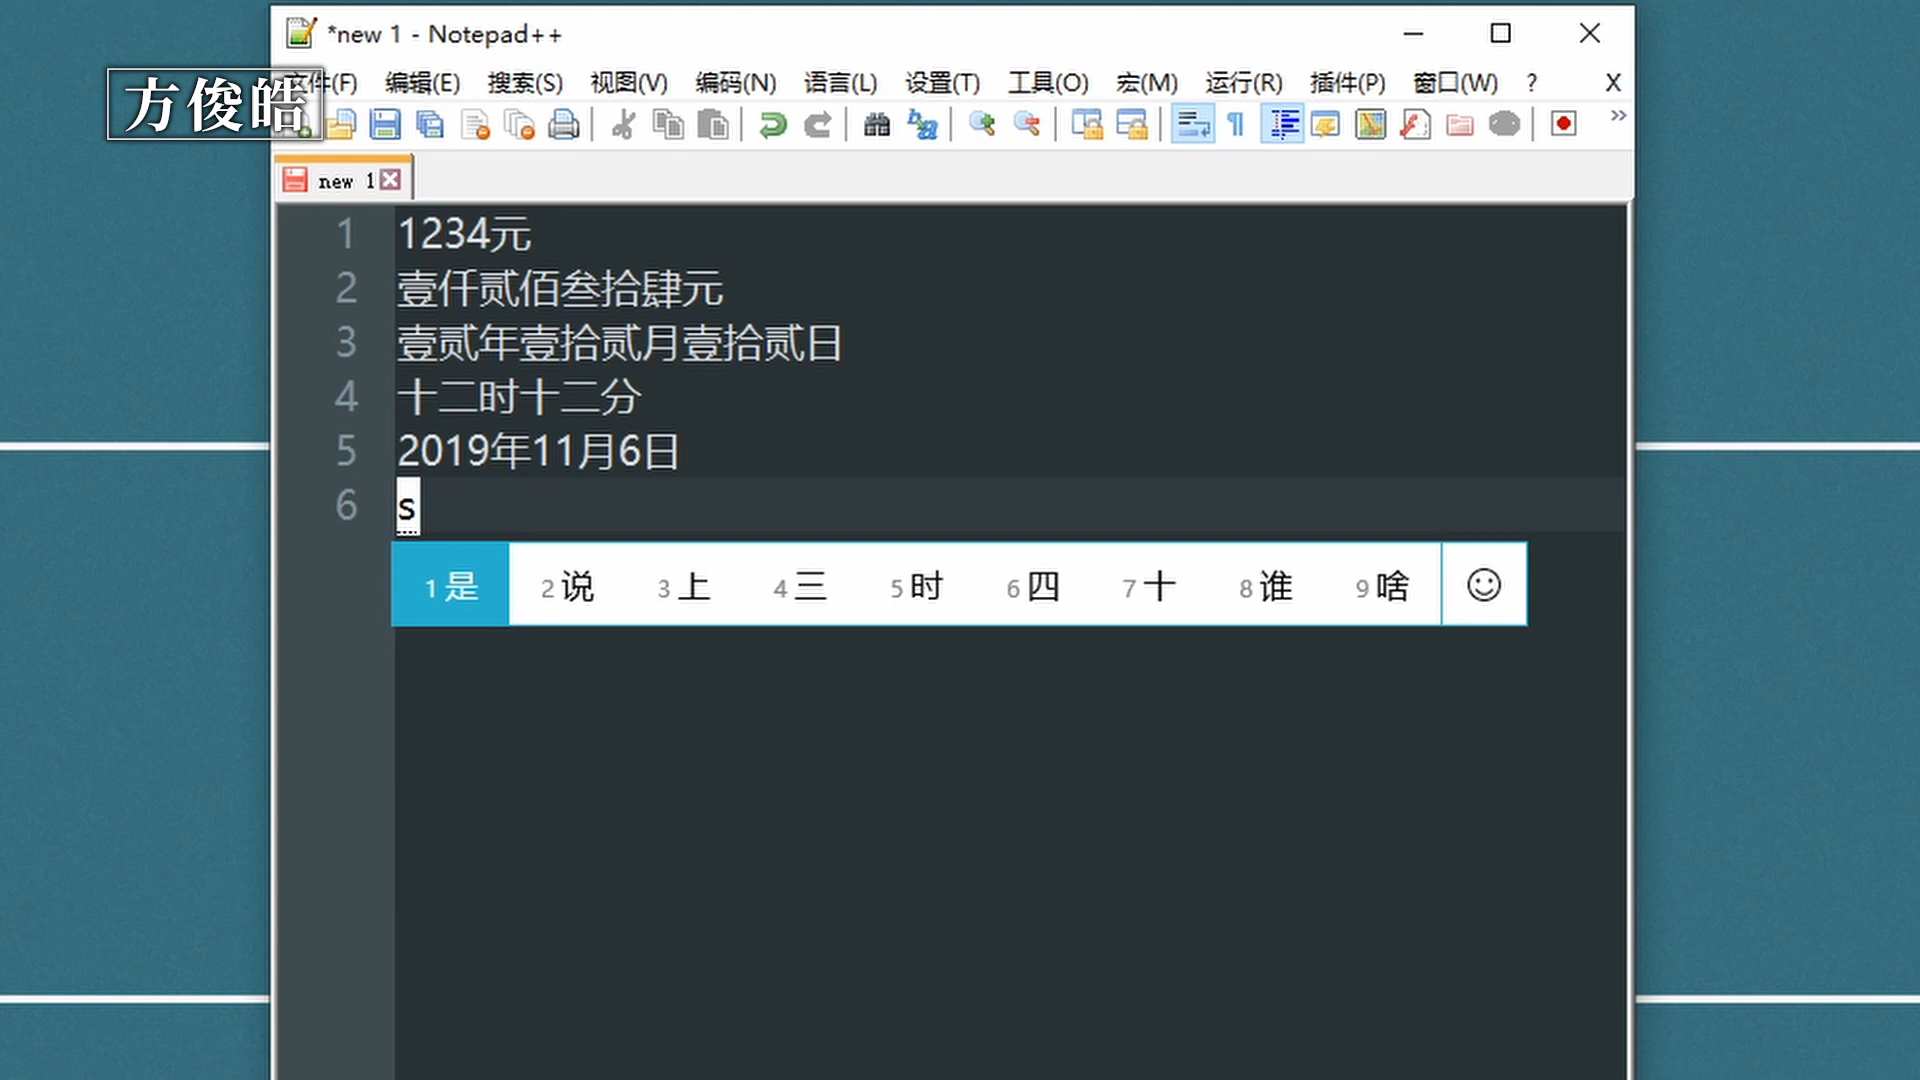 *new 1 - Notepad++
方俊皓
文件(F) 编辑(E) 搜索(S) 视图(V) 编码(N) 语言(L) 设置(T) 工具(O) 宏(M) 运行(R) 插件(P) 窗口(W) ? X
new 1
1 1234元
2 壹仟贰佰叁拾肆元
3 壹贰年壹拾贰月壹拾贰日
4 十二时十二分
5 2019年11月6日
6 s
1 是 2 说 3 上 4 三 5 时 6 四 7 十 8 谁 9 啥